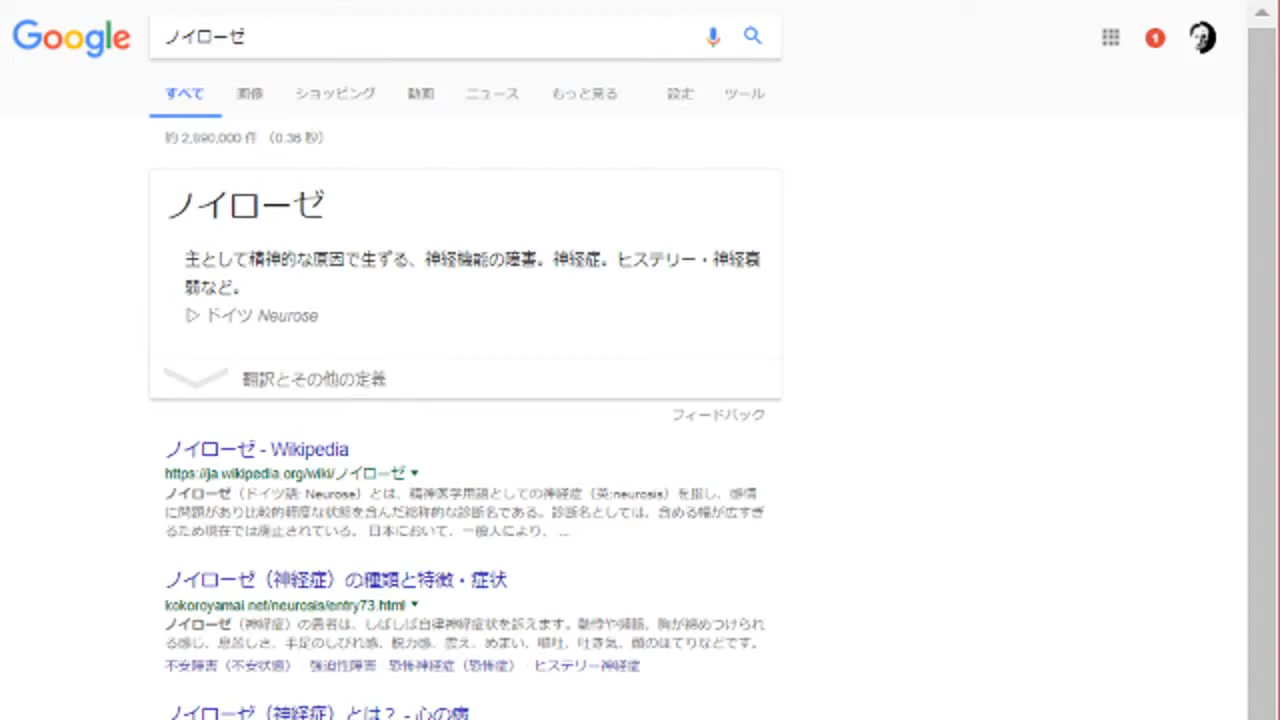 Google
ノイローゼ
すべて 画像 ショッピング 動画 ニュース もっと見る 設定 ツール
1
約 2,890,000 件 （0.36 秒）
ノイローゼ
主として精神的な原因で生ずる、神経機能の障害。神経症。ヒステリー・神経衰
弱など。
▷ ドイツ Neurose
翻訳とその他の定義
フィードバック
ノイローゼ - Wikipedia
https://ja.wikipedia.org/wiki/ノイローゼ ▼
ノイローゼ（ドイツ語: Neurose）とは、精神医学用語としての神経症（英:neurosis）を指し、感情
に問題があり比較的軽度な状態を含んだ総称的な診断名である。診断名としては、含める幅が広すぎ
るため現在では廃止されている。 日本において、一般人により、 ...
ノイローゼ（神経症）の種類と特徴・症状
kokoroyamai.net/neurosis/entry73.html ▼
ノイローゼ（神経症）の患者は、しばしば自律神経症状を訴えます。動悸や頻脈、胸が締めつけられ
る感じ、息苦しさ、手足のしびれ感、脱力感、震え、めまい、嘔吐、吐き気、顔のほてりなどです。
不安障害（不安状態） 強迫性障害 恐怖神経症（恐怖症） ヒステリー神経症
ノイローゼ（神経症）とは？ - 心の病